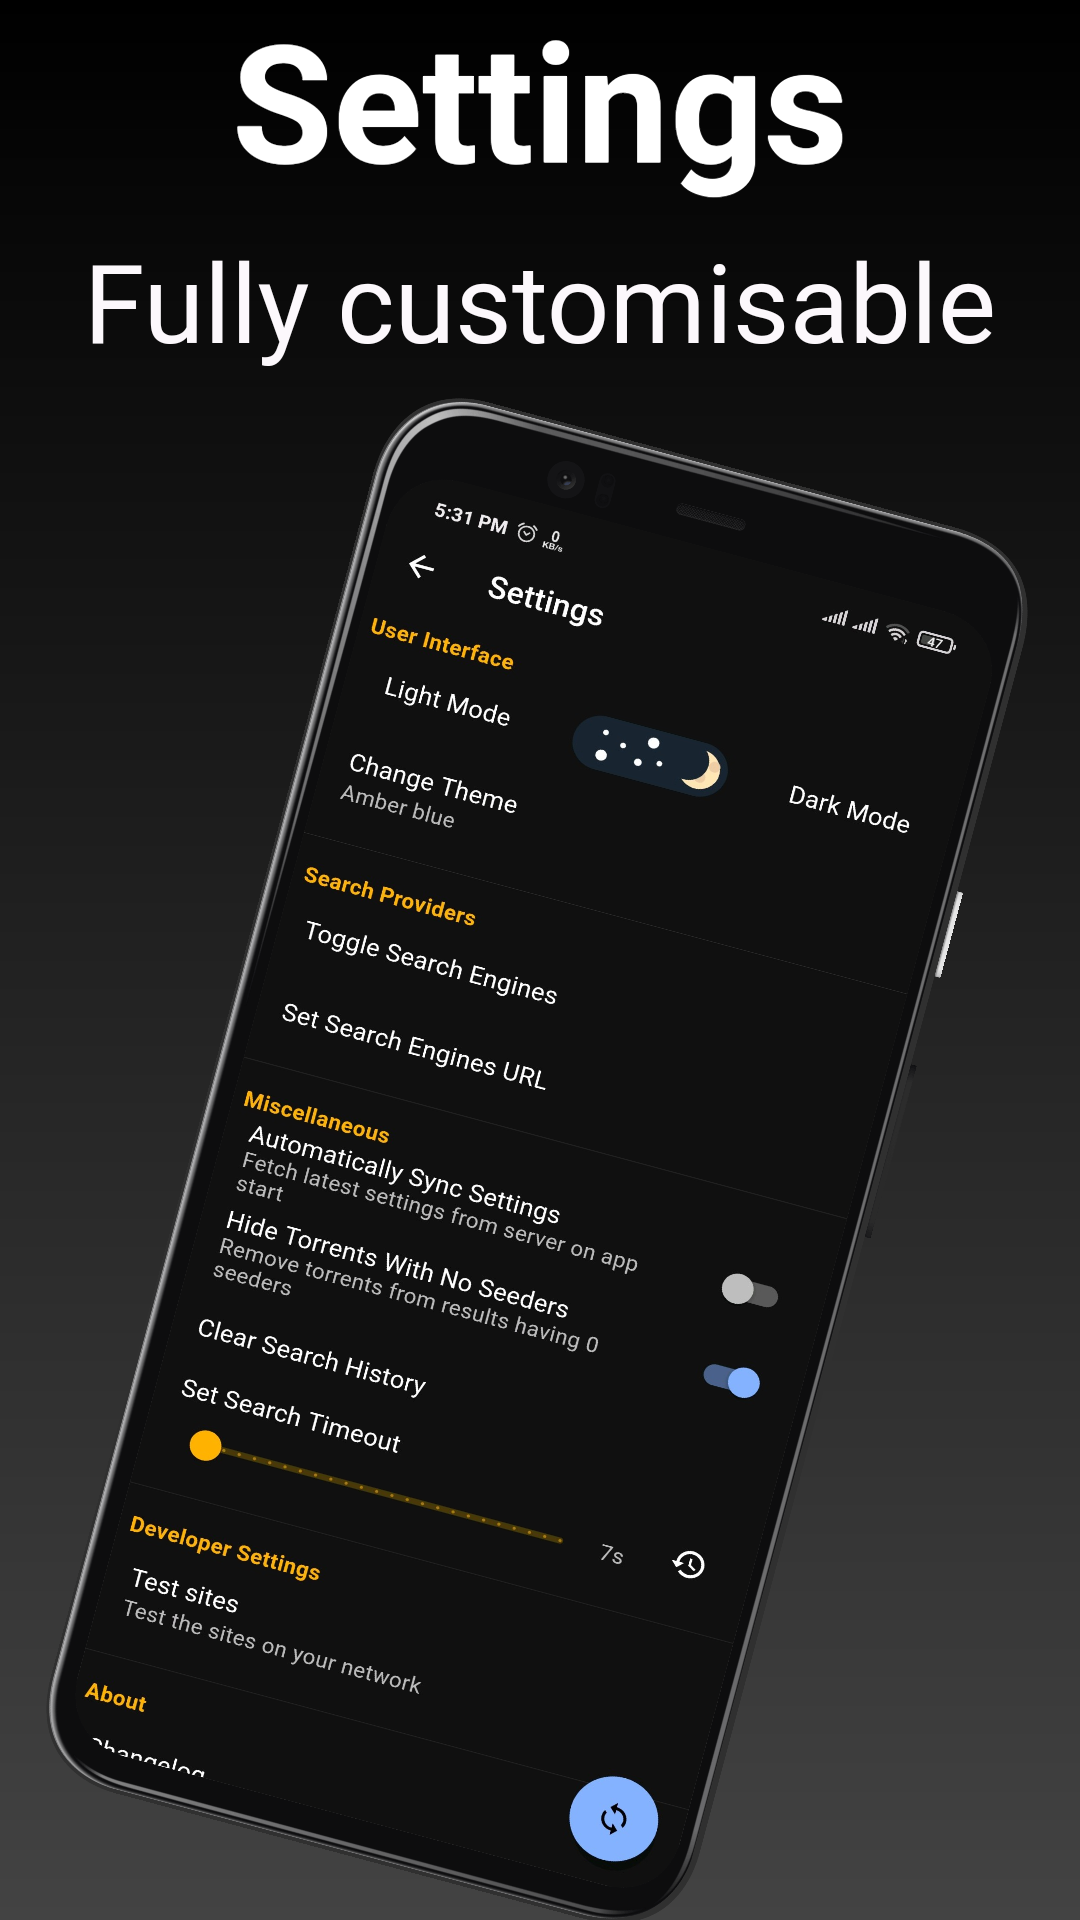 Settings
Fully customisable
5:31 PM 0 KB/s
47
Settings
User Interface
Light Mode
Dark Mode
Change Theme
Amber blue
Search Providers
Toggle Search Engines
Set Search Engines URL
Miscellaneous
Automatically Sync Settings
Fetch latest settings from server on app
start
Hide Torrents With No Seeders
Remove torrents from results having 0
seeders
Clear Search History
Set Search Timeout
7s
Developer Settings
Test sites
Test the sites on your network
About
Changelog